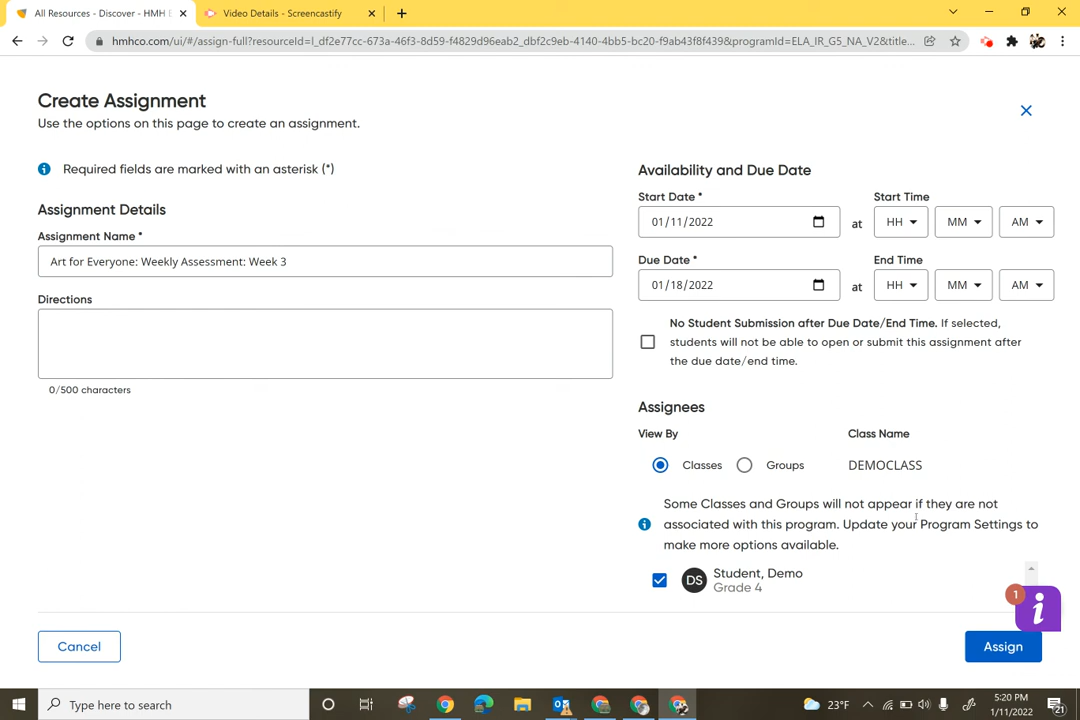 All Resources - Discover - HMH E
Video Details - Screencastify
hmhco.com/ui/#/assign-full?resourceId=l_df2e77cc-673a-46f3-8d59-f4829d96eab2_dbf2c9eb-4140-4bb5-bc20-f9ab43f8f439&programId=ELA_IR_G5_NA_V2&title...
Create Assignment
Use the options on this page to create an assignment.
Required fields are marked with an asterisk (*)
Assignment Details
Assignment Name *
Art for Everyone: Weekly Assessment: Week 3
Directions
0/500 characters
Availability and Due Date
Start Date *
Start Time
01/11/2022
at
HH
MM
AM
Due Date *
End Time
01/18/2022
at
HH
MM
AM
No Student Submission after Due Date/End Time. If selected,
students will not be able to open or submit this assignment after
the due date/end time.
Assignees
View By
Class Name
Classes
Groups
DEMOCLASS
Some Classes and Groups will not appear if they are not
associated with this program. Update your Program Settings to
make more options available.
DS
Student, Demo
Grade 4
1
i
Cancel
Assign
Type here to search
23°F
5:20 PM
1/11/2022
21